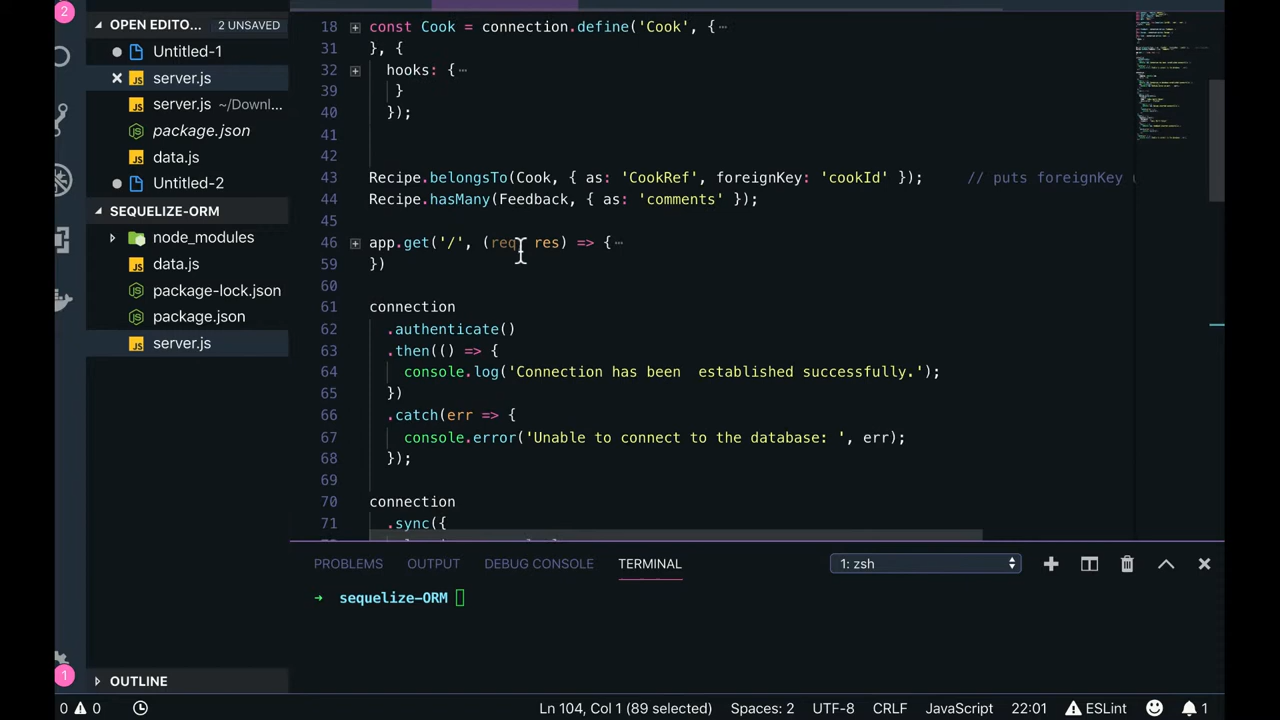 2
OPEN EDITO... 2 UNSAVED
Untitled-1
server.js
server.js ~/Downl...
package.json
data.js
Untitled-2
SEQUELIZE-ORM
node_modules
data.js
package-lock.json
package.json
server.js
OUTLINE
1
18 const Cook = connection.define('Cook', {
31 }, {
32 hooks: {
39 }
40 });
41
42
43 Recipe.belongsTo(Cook, { as: 'CookRef', foreignKey: 'cookId' }); // puts foreignKey
44 Recipe.hasMany(Feedback, { as: 'comments' });
45
46 app.get('/', (req, res) => {
59 })
60
61 connection
62 .authenticate()
63 .then(() => {
64 console.log('Connection has been  established successfully.');
65 })
66 .catch(err => {
67 console.error('Unable to connect to the database: ', err);
68 });
69
70 connection
71 .sync({
PROBLEMS OUTPUT DEBUG CONSOLE TERMINAL 1: zsh
→ sequelize-ORM
0 0 Ln 104, Col 1 (89 selected) Spaces: 2 UTF-8 CRLF JavaScript 22:01 ESLint 1